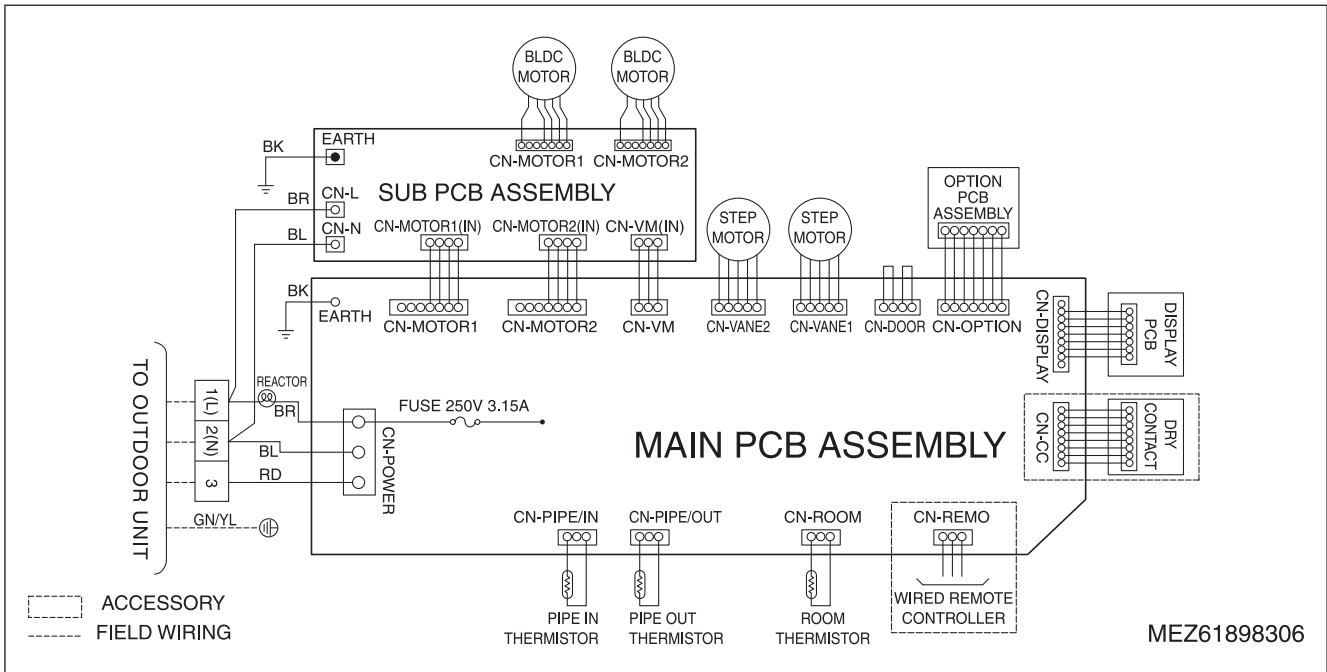 BLDC MOTOR
BLDC MOTOR
EARTH
BK
CN-MOTOR1
CN-MOTOR2
SUB PCB ASSEMBLY
BR
CN-L
BL
CN-N
CN-MOTOR1(IN)
CN-MOTOR2(IN)
CN-VM(IN)
STEP MOTOR
STEP MOTOR
OPTION PCB ASSEMBLY
BK
EARTH
CN-MOTOR1
CN-MOTOR2
CN-VM
CN-VANE2
CN-VANE1
CN-DOOR
CN-OPTION
CN-DISPLAY
DISPLAY PCB
TO OUTDOOR UNIT
1(L)
2(N)
3
REACTOR
BR
BL
RD
GN/YL
CN-POWER
FUSE 250V 3.15A
MAIN PCB ASSEMBLY
CN-CC
DRY CONTACT
CN-PIPE/IN
CN-PIPE/OUT
CN-ROOM
CN-REMO
PIPE IN THERMISTOR
PIPE OUT THERMISTOR
ROOM THERMISTOR
WIRED REMOTE CONTROLLER
ACCESSORY
FIELD WIRING
MEZ61898306